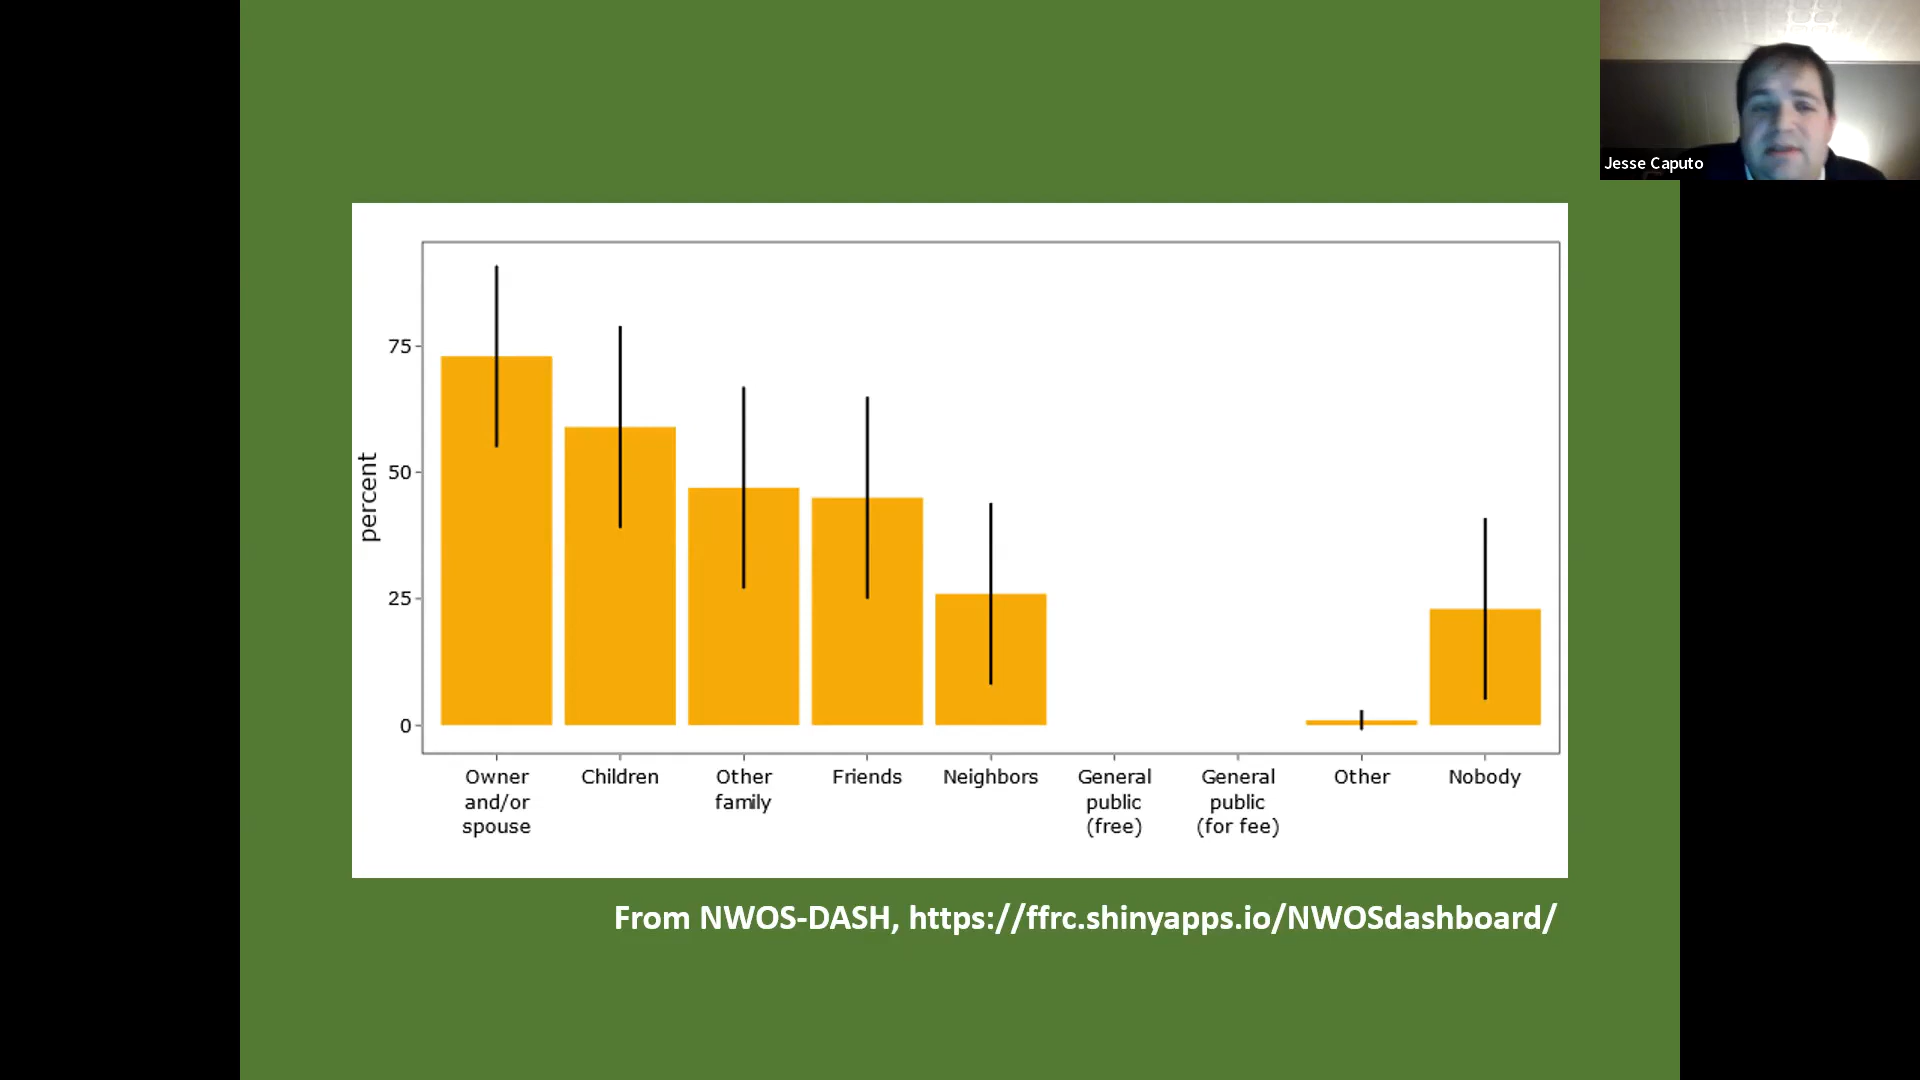 Jesse Caputo
75
50
25
0
percent
Owner
and/or
spouse
Children
Other
family
Friends
Neighbors
General
public
(free)
General
public
(for fee)
Other
Nobody
From NWOS-DASH, https://ffrc.shinyapps.io/NWOSdashboard/